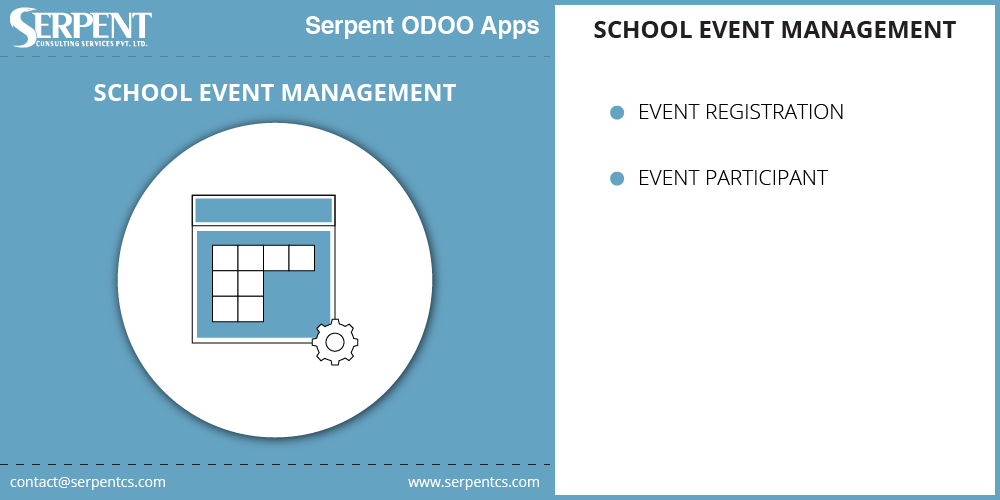 SERPENT
CONSULTING SERVICES PVT. LTD.
Serpent ODOO Apps
SCHOOL EVENT MANAGEMENT
contact@serpentcs.com
www.serpentcs.com
SCHOOL EVENT MANAGEMENT
EVENT REGISTRATION
EVENT PARTICIPANT